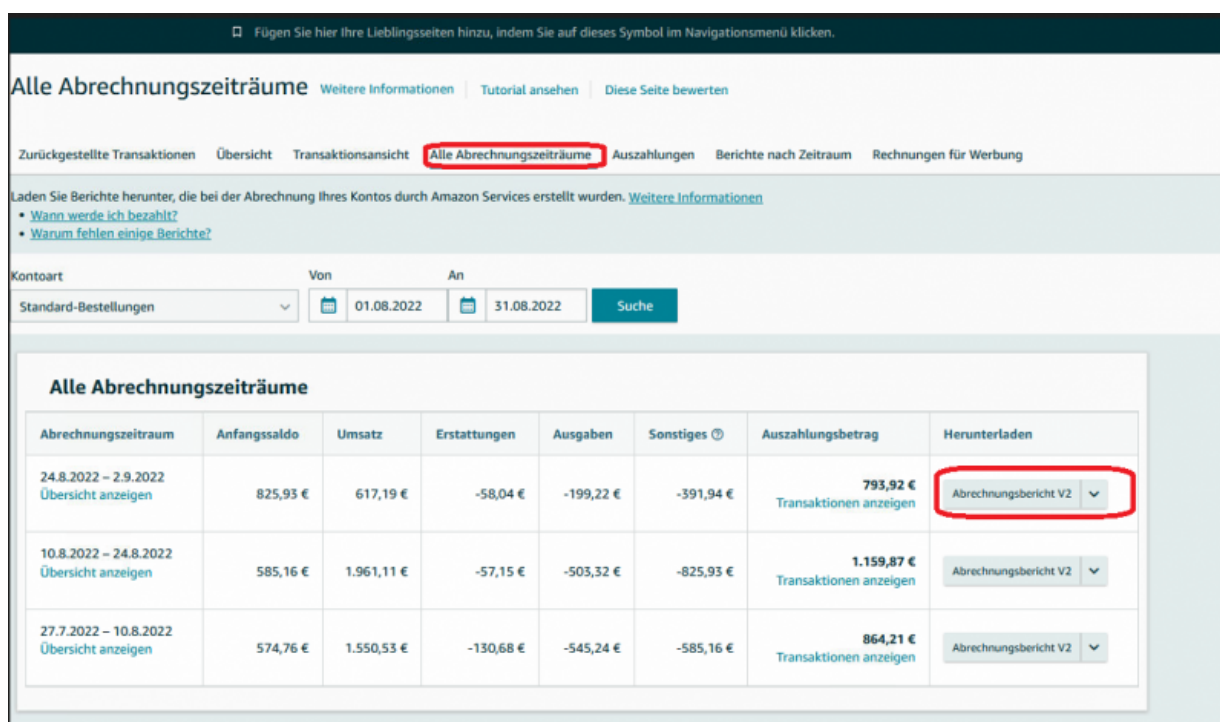 Fügen Sie hier Ihre Lieblingsseiten hinzu, indem Sie auf dieses Symbol im Navigationsmenü klicken.
Alle Abrechnungszeiträume Weitere Informationen Tutorial ansehen Diese Seite bewerten
Zurückgestellte Transaktionen Übersicht Transaktionsansicht Alle Abrechnungszeiträume Auszahlungen Berichte nach Zeitraum Rechnungen für Werbung
Laden Sie Berichte herunter, die bei der Abrechnung Ihres Kontos durch Amazon Services erstellt wurden. Weitere Informationen
• Wann werde ich bezahlt?
• Warum fehlen einige Berichte?
Kontoart Von An
Standard-Bestellungen 01.08.2022 31.08.2022 Suche
Alle Abrechnungszeiträume
Abrechnungszeitraum Anfangssaldo Umsatz Erstattungen Ausgaben Sonstiges Auszahlungsbetrag Herunterladen
24.8.2022 – 2.9.2022
Übersicht anzeigen 825,93 € 617,19 € -58,04 € -199,22 € -391,94 € 793,92 € Abrechnungsbericht V2
Transaktionen anzeigen
10.8.2022 – 24.8.2022
Übersicht anzeigen 585,16 € 1.961,11 € -57,15 € -503,32 € -825,93 € 1.159,87 € Abrechnungsbericht V2
Transaktionen anzeigen
27.7.2022 – 10.8.2022
Übersicht anzeigen 574,76 € 1.550,53 € -130,68 € -545,24 € -585,16 € 864,21 € Abrechnungsbericht V2
Transaktionen anzeigen